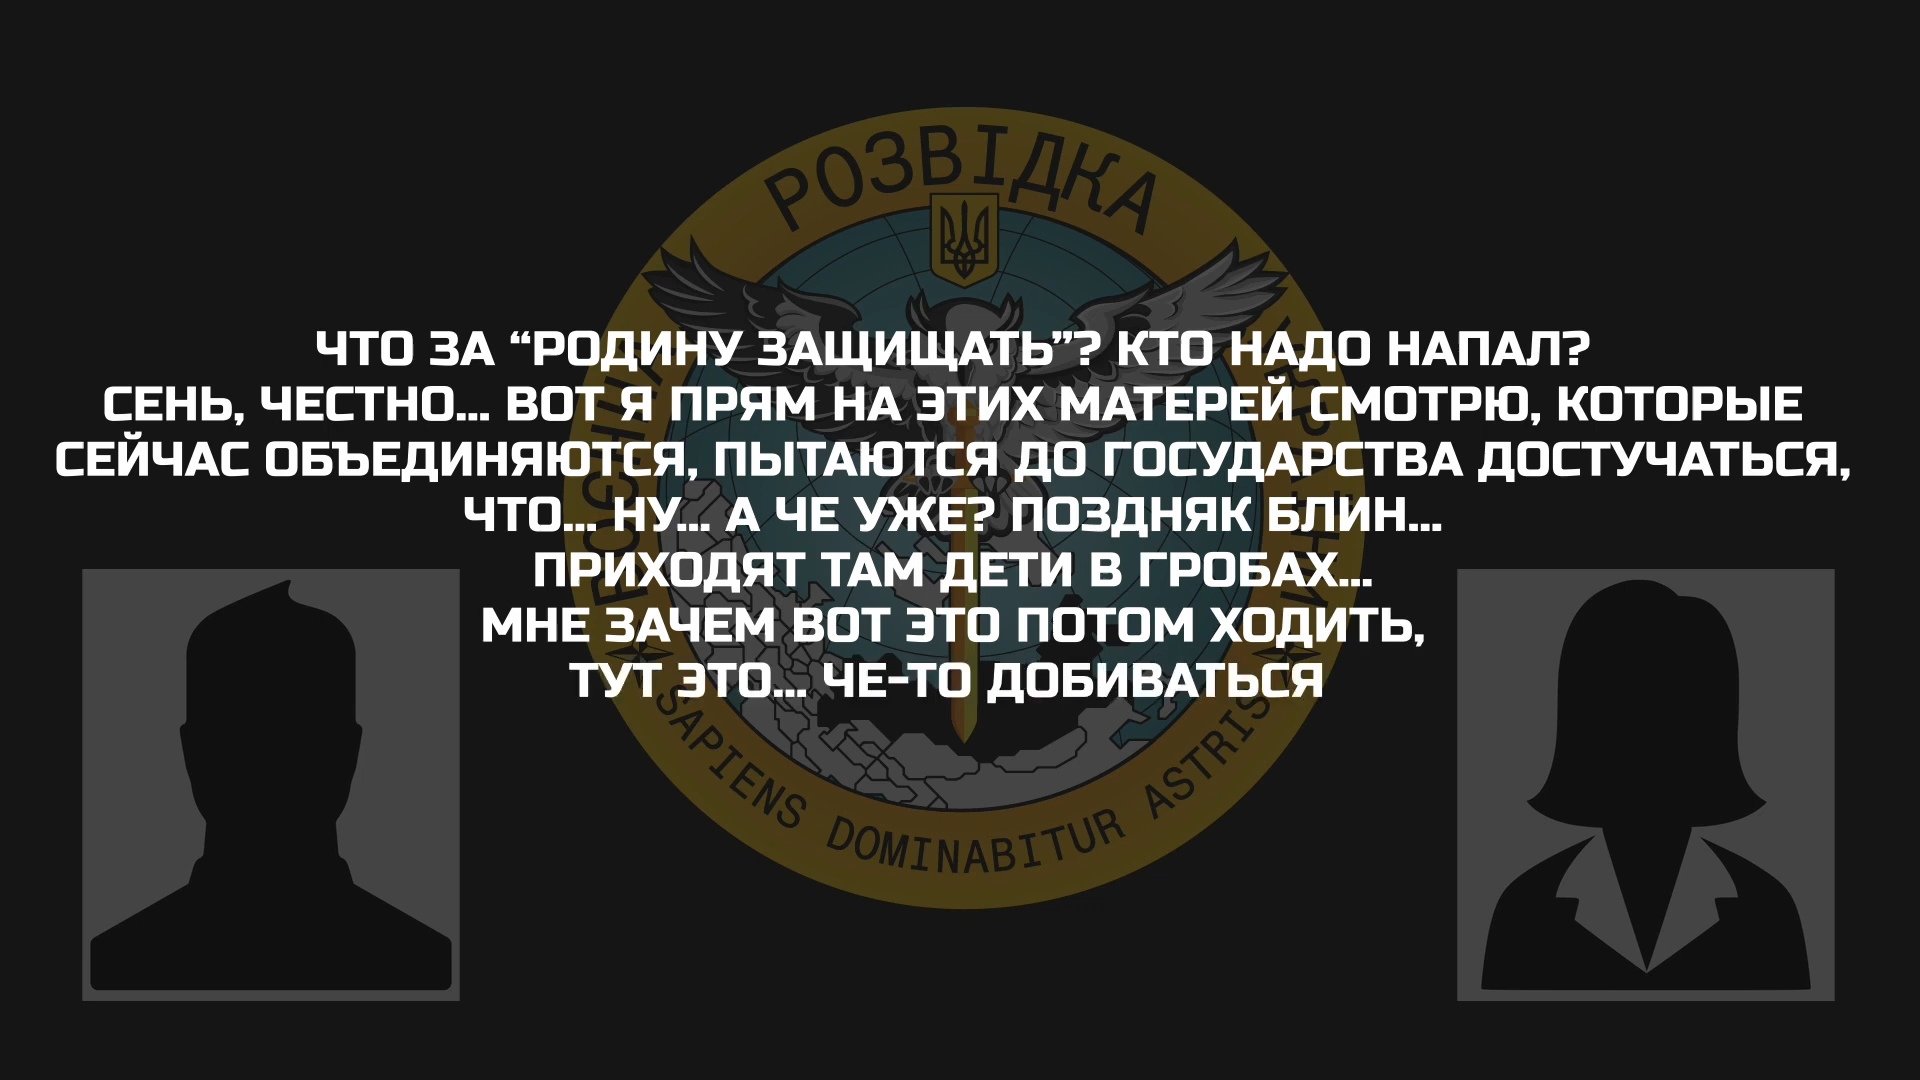 РОЗВІДКА
ЧТО ЗА “РОДИНУ ЗАЩИЩАТЬ”? КТО НАДО НАПАЛ?
СЕНЬ, ЧЕСТНО... ВОТ Я ПРЯМ НА ЭТИХ МАТЕРЕЙ СМОТРЮ, КОТОРЫЕ
СЕЙЧАС ОБЪЕДИНЯЮТСЯ, ПЫТАЮТСЯ ДО ГОСУДАРСТВА ДОСТУЧАТЬСЯ,
ЧТО... НУ... А ЧЕ УЖЕ? ПОЗДНЯК БЛИН...
ПРИХОДЯТ ТАМ ДЕТИ В ГРОБАХ...
МНЕ ЗАЧЕМ ВОТ ЭТО ПОТОМ ХОДИТЬ,
ТУТ ЭТО... ЧЕ-ТО ДОБИВАТЬСЯ
SAPIENS DOMINABITUR ASTRIS